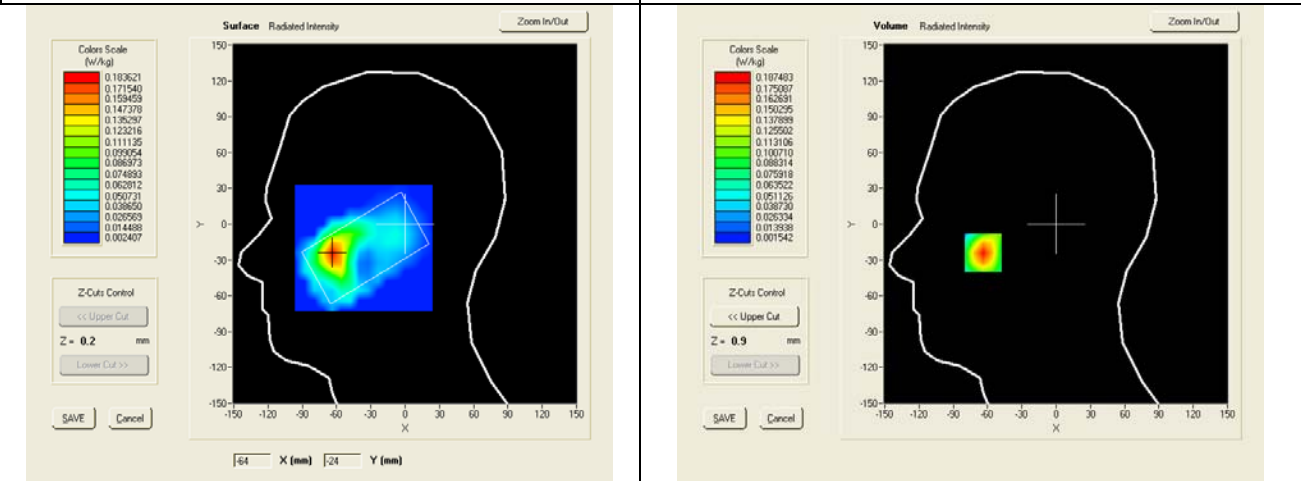 Surface Radiated Intensity
Zoom In/Out
Colors Scale
(W/kg)
0.183621
0.171540
0.159459
0.147378
0.135297
0.123216
0.111135
0.099054
0.086973
0.074893
0.062812
0.050731
0.038650
0.026569
0.014488
0.002407
Z-Cuts Control
<< Upper Cut
Z = 0.2 mm
Lower Cut >>
SAVE Cancel
150
120
90
60
30
0
-30
-60
-90
-120
-150
Y
-150 -120 -90 -60 -30 0 30 60 90 120 150
X
-64 X (mm) -24 Y (mm)
Volume Radiated Intensity
Zoom In/Out
Colors Scale
(W/kg)
0.187483
0.175087
0.162691
0.150295
0.137899
0.125502
0.113106
0.100710
0.088314
0.075918
0.063522
0.051126
0.038730
0.026334
0.013938
0.001542
Z-Cuts Control
<< Upper Cut
Z = 0.9 mm
Lower Cut >>
SAVE Cancel
150
120
90
60
30
0
-30
-60
-90
-120
-150
Y
-150 -120 -90 -60 -30 0 30 60 90 120 150
X